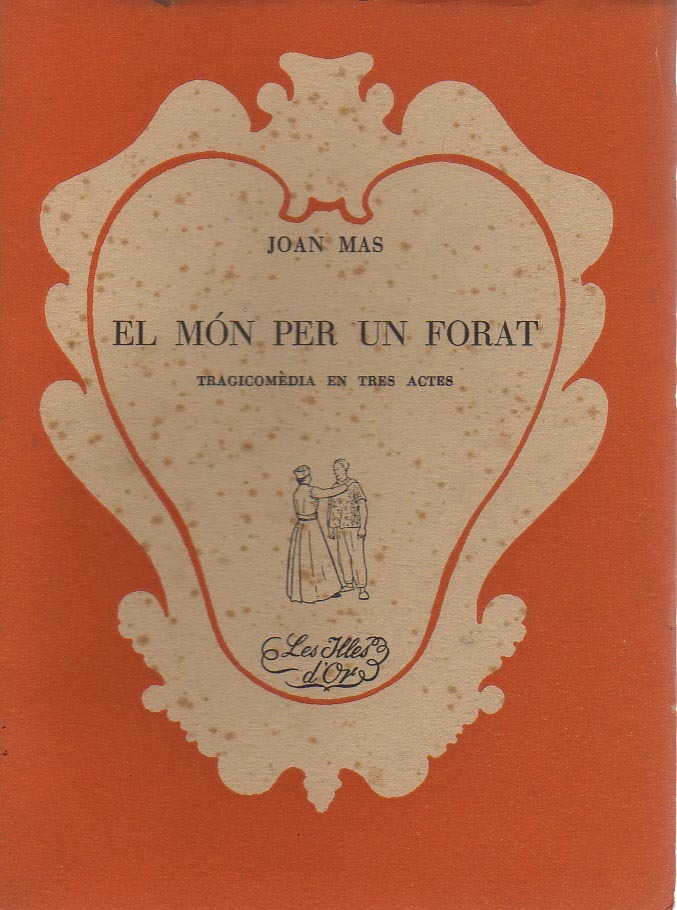 JOAN MAS
EL MÓN PER UN FORAT
TRAGICOMÈDIA EN TRES ACTES
Les Illes
d'Or